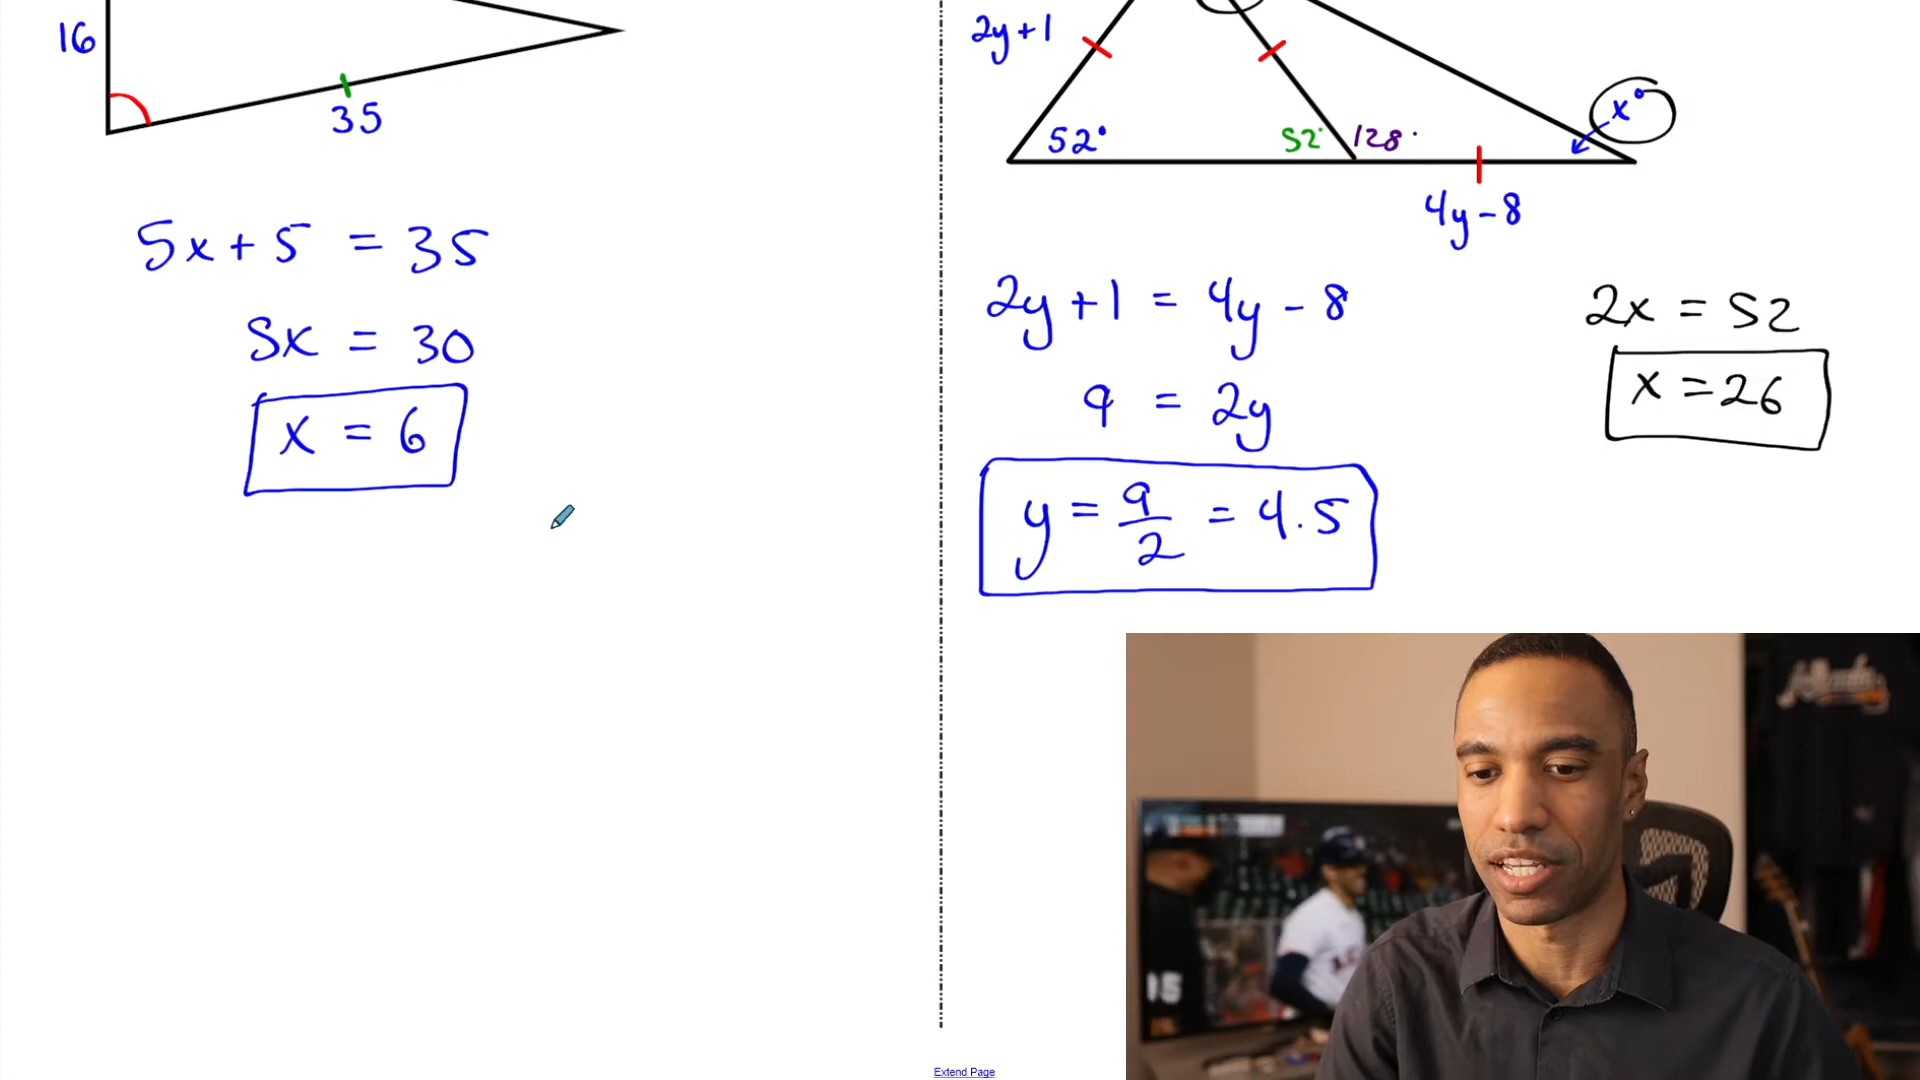 16
35
5x + 5 = 35
5x = 30
x = 6
2y + 1
52°
52°
128°
x°
4y - 8
2y + 1 = 4y - 8
9 = 2y
y = 9/2 = 4.5
2x = 52
x = 26
Extend Page